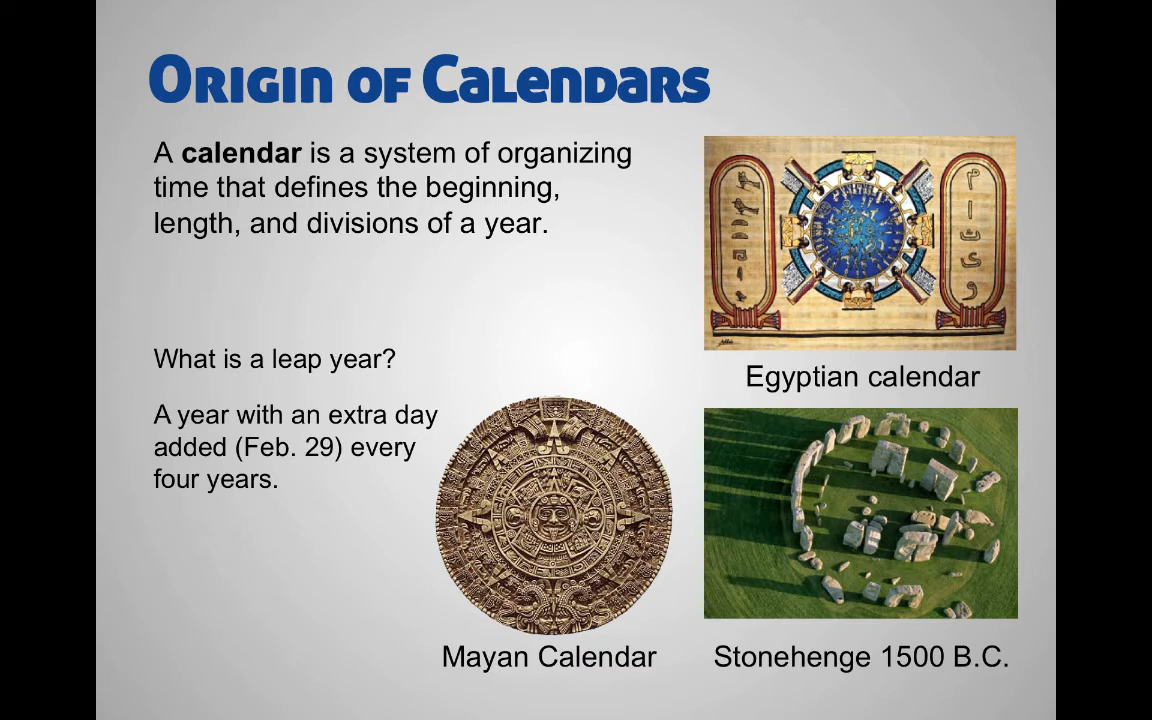 Origin of Calendars
A calendar is a system of organizing
time that defines the beginning,
length, and divisions of a year.
What is a leap year?
A year with an extra day
added (Feb. 29) every
four years.
Egyptian calendar
Mayan Calendar
Stonehenge 1500 B.C.